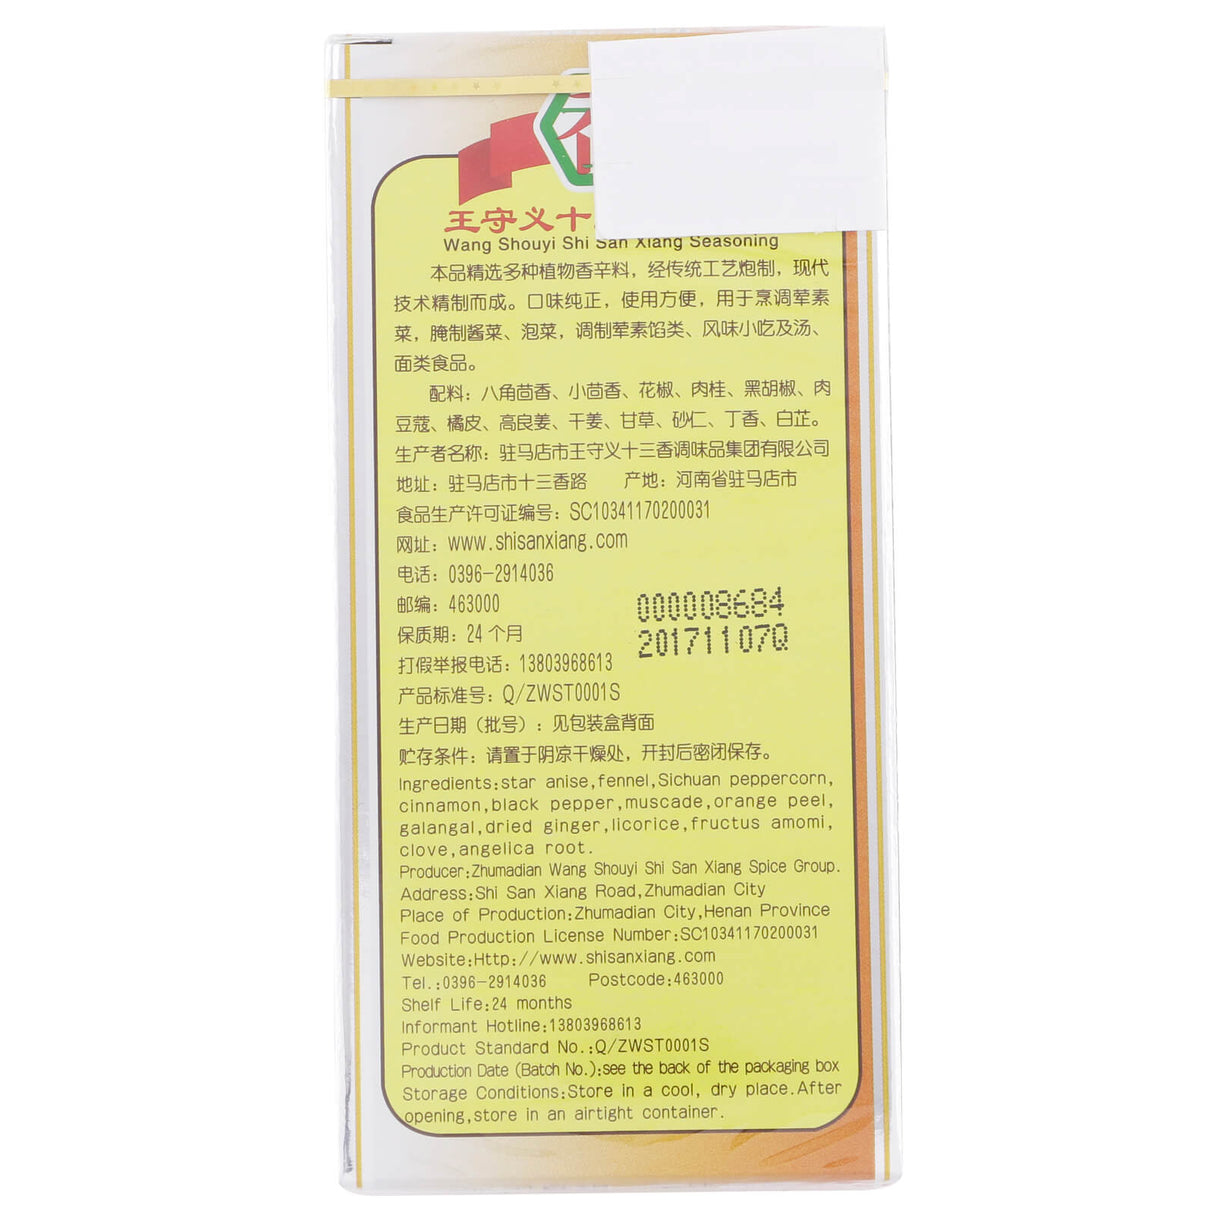 王守义十
Wang Shouyi Shi San Xiang Seasoning
本品精选多种植物香辛料，经传统工艺炮制，现代
技术精制而成。口味纯正，使用方便，用于烹调荤素
菜，腌制酱菜、泡菜，调制荤素馅类、风味小吃及汤、
面类食品。
配料：八角茴香、小茴香、花椒、肉桂、黑胡椒、肉
豆蔻、橘皮、高良姜、干姜、甘草、砂仁、丁香、白芷。
生产者名称：驻马店市王守义十三香调味品集团有限公司
地址：驻马店市十三香路 产地：河南省驻马店市
食品生产许可证编号：SC10341170200031
网址：www.shisanxiang.com
电话：0396-2914036
邮编：463000
000008684
保质期：24个月
20171107Q
打假举报电话：13803968613
产品标准号：Q/ZWST0001S
生产日期（批号）：见包装盒背面
贮存条件：请置于阴凉干燥处，开封后密闭保存。
Ingredients:star anise,fennel,Sichuan peppercorn,
cinnamon,black pepper,muscade,orange peel,
galangal,dried ginger,licorice,fructus amomi,
clove,angelica root.
Producer:Zhumadian Wang Shouyi Shi San Xiang Spice Group.
Address:Shi San Xiang Road,Zhumadian City
Place of Production:Zhumadian City,Henan Province
Food Production License Number:SC10341170200031
Website:Http://www.shisanxiang.com
Tel.:0396-2914036 Postcode:463000
Shelf Life:24 months
Informant Hotline:13803968613
Product Standard No.:Q/ZWST0001S
Production Date (Batch No.):see the back of the packaging box
Storage Conditions:Store in a cool, dry place.After
opening,store in an airtight container.